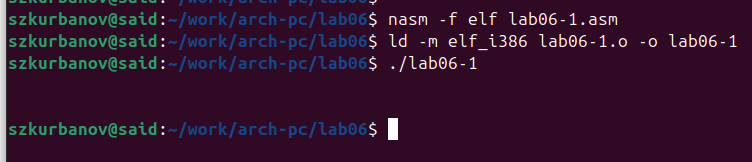 szkurbanov@said:~/work/arch-pc/lab06$ nasm -f elf lab06-1.asm
szkurbanov@said:~/work/arch-pc/lab06$ ld -m elf_i386 lab06-1.o -o lab06-1
szkurbanov@said:~/work/arch-pc/lab06$ ./lab06-1
szkurbanov@said:~/work/arch-pc/lab06$